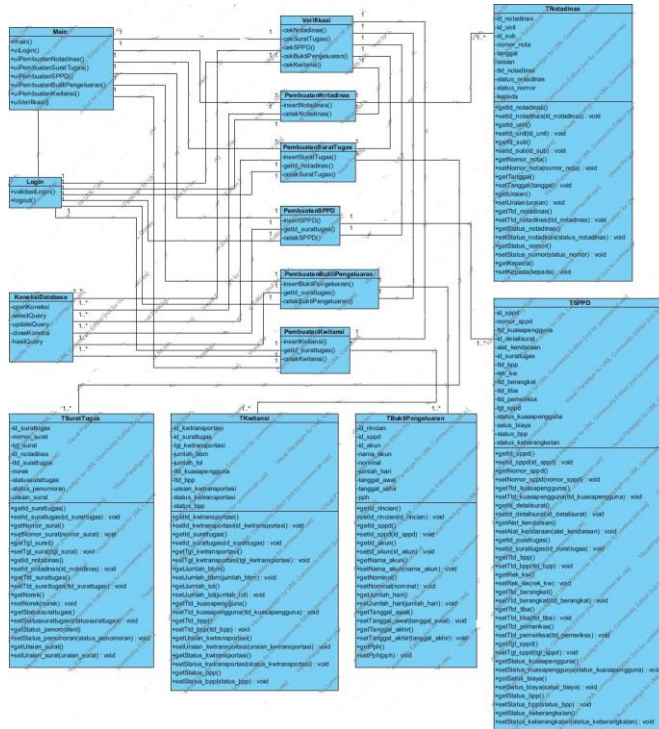 Main
+main()
+uiLogin()
+uiPembuatanNotadinas()
+uiPembuatanSuratTugas()
+uiPembuatanSPPD()
+uiPembuatanBuktiPengeluaran()
+uiPembuatanKwitansi()
+uiVerifikasi()
Login
+validasiLogin()
+logout()
KoneksiDatabase
-openKoneksi
-selectQuery
-updateQuery
-closeKoneksi
-hasilQuery
Verifikasi
-cekNotadinas()
-cekSuratTugas()
-cekSPPD()
-cekBuktiPengeluaran()
-cekKwitansi()
PembuatanNotadinas
-insertNotadinas()
-cetakNotadinas()
PembuatanSuratTugas
-insertSuratTugas()
-getId_notadinas()
-cetakSuratTugas()
PembuatanSPPD
-insertSPPD()
-getId_surattugas()
-cetakSPPD()
PembuatanBuktiPengeluaran
-insertBuktiPengeluaran()
-getId_surattugas()
-cetakBuktiPengeluaran()
PembuatanKwitansi
-insertKwitansi()
-getId_surattugas()
-cetakKwitansi()
TNotadinas
-id_notadinas
-id_unit
-id_sub
-nomor_nota
-tanggal
-uraian
-ttd_notadinas
-status_notadinas
-status_nomor
-kepada
+getId_notadinas()
+setId_notadinas(id_notadinas) : void
+getId_unit()
+setId_unit(id_unit) : void
+getId_sub()
+setId_sub(id_sub) : void
+getNomor_nota()
+setNomor_nota(nomor_nota) : void
+getTanggal()
+setTanggal(tanggal) : void
+getUraian()
+setUraian(uraian) : void
+getTtd_notadinas()
+setTtd_notadinas(ttd_notadinas) : void
+getStatus_notadinas()
+setStatus_notadinas(status_notadinas) : void
+getStatus_nomor()
+setStatus_nomor(status_nomor) : void
+getKepada()
+setKepada(kepada) : void
TSPPD
-id_sppd
-nomor_sppd
-ttd_kuasapengguna
-id_detailsurat
-alat_kendaraan
-id_surattugas
-ttd_bpp
-rek_kw
-ttd_berangkat
-ttd_tiba
-ttd_pemeriksa
-tgl_sppd
-status_kuasapengguna
-satus_biaya
-status_bpp
-status_keberangkatan
+getId_sppd()
+setId_sppd(id_sppd) : void
+getNomor_sppd()
+setNomor_sppd(nomor_sppd) : void
+getTtd_kuasapengguna()
+setTtd_kuasapengguna(ttd_kuasapengguna) : void
+getId_detailsurat()
+setId_detailsurat(id_detailsurat) : void
+getAlat_kendaraan()
+setAlat_kendaraan(alat_kendaraan) : void
+getId_surattugas()
+setId_surattugas(id_surattugas) : void
+getTtd_bpp()
+setTtd_bpp(ttd_bpp) : void
+getRek_kw()
+setRek_kw(rek_kw) : void
+getTtd_berangkat()
+setTtd_berangkat(ttd_berangkat) : void
+getTtd_tiba()
+setTtd_tiba(ttd_tiba) : void
+getTtd_pemeriksa()
+setTtd_pemeriksa(ttd_pemeriksa) : void
+getTgl_sppd()
+setTgl_sppd(tgl_sppd) : void
+getStatus_kuasapengguna()
+setStatus_kuasapengguna(status_kuasapengguna) : void
+getSatus_biaya()
+setSatus_biaya(satus_biaya) : void
+getStatus_bpp()
+setStatus_bpp(status_bpp) : void
+getStatus_keberangkatan()
+setStatus_keberangkatan(status_keberangkatan) : void
TSuratTugas
-id_surattugas
-nomor_surat
-tgl_surat
-id_notadinas
-ttd_surattugas
-norek
-statussurattugas
-status_penomoran
-uraian_surat
+getId_surattugas()
+setId_surattugas(id_surattugas) : void
+getNomor_surat()
+setNomor_surat(nomor_surat) : void
+getTgl_surat()
+setTgl_surat(tgl_surat) : void
+getId_notadinas()
+setId_notadinas(id_notadinas) : void
+getTtd_surattugas()
+setTtd_surattugas(ttd_surattugas) : void
+getNorek()
+setNorek(norek) : void
+getStatussurattugas()
+setStatussurattugas(statussurattugas) : void
+getStatus_penomoran()
+setStatus_penomoran(status_penomoran) : void
+getUraian_surat()
+setUraian_surat(uraian_surat) : void
TKwitansi
-id_kwtransportasi
-id_surattugas
-tgl_kwtransportasi
-jumlah_bbm
-jumlah_tol
-ttd_kuasapengguna
-ttd_bpp
-uraian_kwtransportasi
-status_kwtransportasi
-status_bpp
+getId_kwtransportasi()
+setId_kwtransportasi(id_kwtransportasi) : void
+getId_surattugas()
+setId_surattugas(id_surattugas) : void
+getTgl_kwtransportasi()
+setTgl_kwtransportasi(tgl_kwtransportasi) : void
+getJumlah_bbm()
+setJumlah_bbm(jumlah_bbm) : void
+getJumlah_tol()
+setJumlah_tol(jumlah_tol) : void
+getTtd_kuasapengguna()
+setTtd_kuasapengguna(ttd_kuasapengguna) : void
+getTtd_bpp()
+setTtd_bpp(ttd_bpp) : void
+getUraian_kwtransportasi()
+setUraian_kwtransportasi(uraian_kwtransportasi) : void
+getStatus_kwtransportasi()
+setStatus_kwtransportasi(status_kwtransportasi) : void
+getStatus_bpp()
+setStatus_bpp(status_bpp) : void
TBuktiPengeluaran
-id_rincian
-id_sppd
-id_akun
-nama_akun
-nominal
-jumlah_hari
-tanggal_awal
-tanggal_akhir
-pph
+getId_rincian()
+setId_rincian(id_rincian) : void
+getId_sppd()
+setId_sppd(id_sppd) : void
+getId_akun()
+setId_akun(id_akun) : void
+getNama_akun()
+setNama_akun(nama_akun) : void
+getNominal()
+setNominal(nominal) : void
+getJumlah_hari()
+setJumlah_hari(jumlah_hari) : void
+getTanggal_awal()
+setTanggal_awal(tanggal_awal) : void
+getTanggal_akhir()
+setTanggal_akhir(tanggal_akhir) : void
+getPph()
+setPph(pph) : void